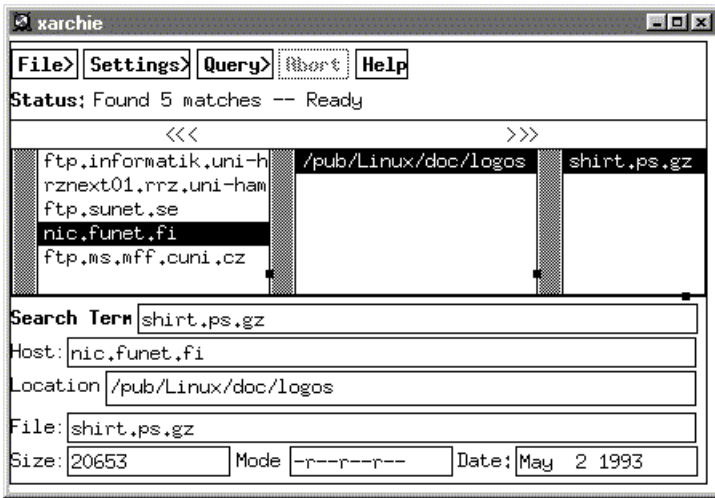 xarchie
File> Settings> Query> Abort Help
Status: Found 5 matches -- Ready
<<< >>>
ftp.informatik.uni-h /pub/Linux/doc/logos shirt.ps.gz
rznext01.rrz.uni-ham
ftp.sunet.se
nic.funet.fi
ftp.ms.mff.cuni.cz
Search Term shirt.ps.gz
Host: nic.funet.fi
Location /pub/Linux/doc/logos
File: shirt.ps.gz
Size: 20653 Mode -r--r--r-- Date: May 2 1993